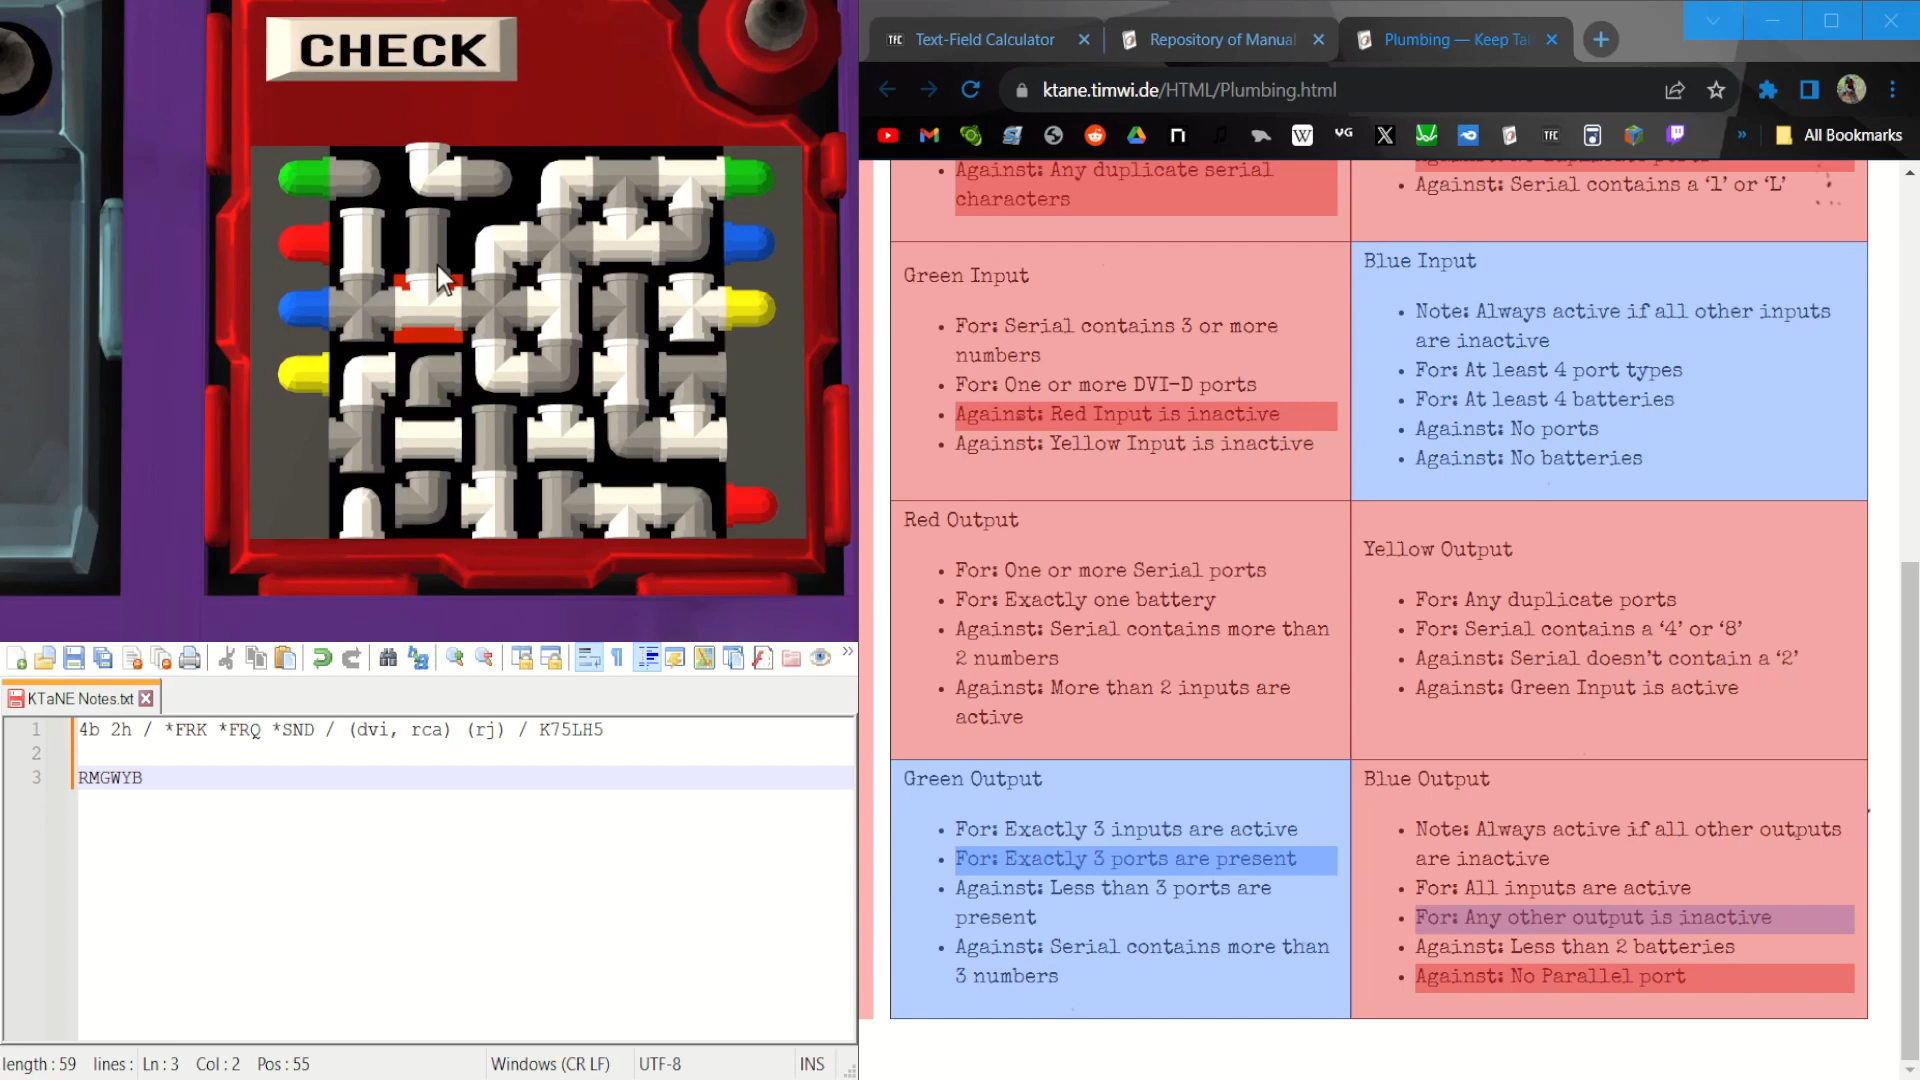 CHECK
TFC Text-Field Calculator
Repository of Manual
Plumbing — Keep Tal
ktane.timwi.de/HTML/Plumbing.html
W
VG
X
TFC
»
All Bookmarks
• Against: Any duplicate serial
characters
• Against: Serial contains a ‘1’ or ‘L’
Green Input
• For: Serial contains 3 or more
numbers
• For: One or more DVI-D ports
• Against: Red Input is inactive
• Against: Yellow Input is inactive
Blue Input
• Note: Always active if all other inputs
are inactive
• For: At least 4 port types
• For: At least 4 batteries
• Against: No ports
• Against: No batteries
Red Output
• For: One or more Serial ports
• For: Exactly one battery
• Against: Serial contains more than
2 numbers
• Against: More than 2 inputs are
active
Yellow Output
• For: Any duplicate ports
• For: Serial contains a ‘4’ or ‘8’
• Against: Serial doesn’t contain a ‘2’
• Against: Green Input is active
Green Output
• For: Exactly 3 inputs are active
• For: Exactly 3 ports are present
• Against: Less than 3 ports are
present
• Against: Serial contains more than
3 numbers
Blue Output
• Note: Always active if all other outputs
are inactive
• For: All inputs are active
• For: Any other output is inactive
• Against: Less than 2 batteries
• Against: No Parallel port
KTaNE Notes.txt
1 4b 2h / *FRK *FRQ *SND / (dvi, rca) (rj) / K75LH5
2
3 RMGWYB
length : 59 lines : Ln : 3 Col : 2 Pos : 55 Windows (CR LF) UTF-8 INS